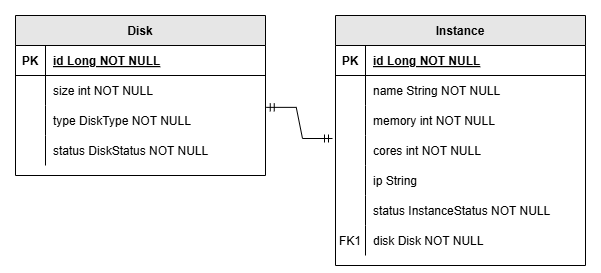 Disk
PK id Long NOT NULL
size int NOT NULL
type DiskType NOT NULL
status DiskStatus NOT NULL
Instance
PK id Long NOT NULL
name String NOT NULL
memory int NOT NULL
cores int NOT NULL
ip String
status InstanceStatus NOT NULL
FK1 disk Disk NOT NULL